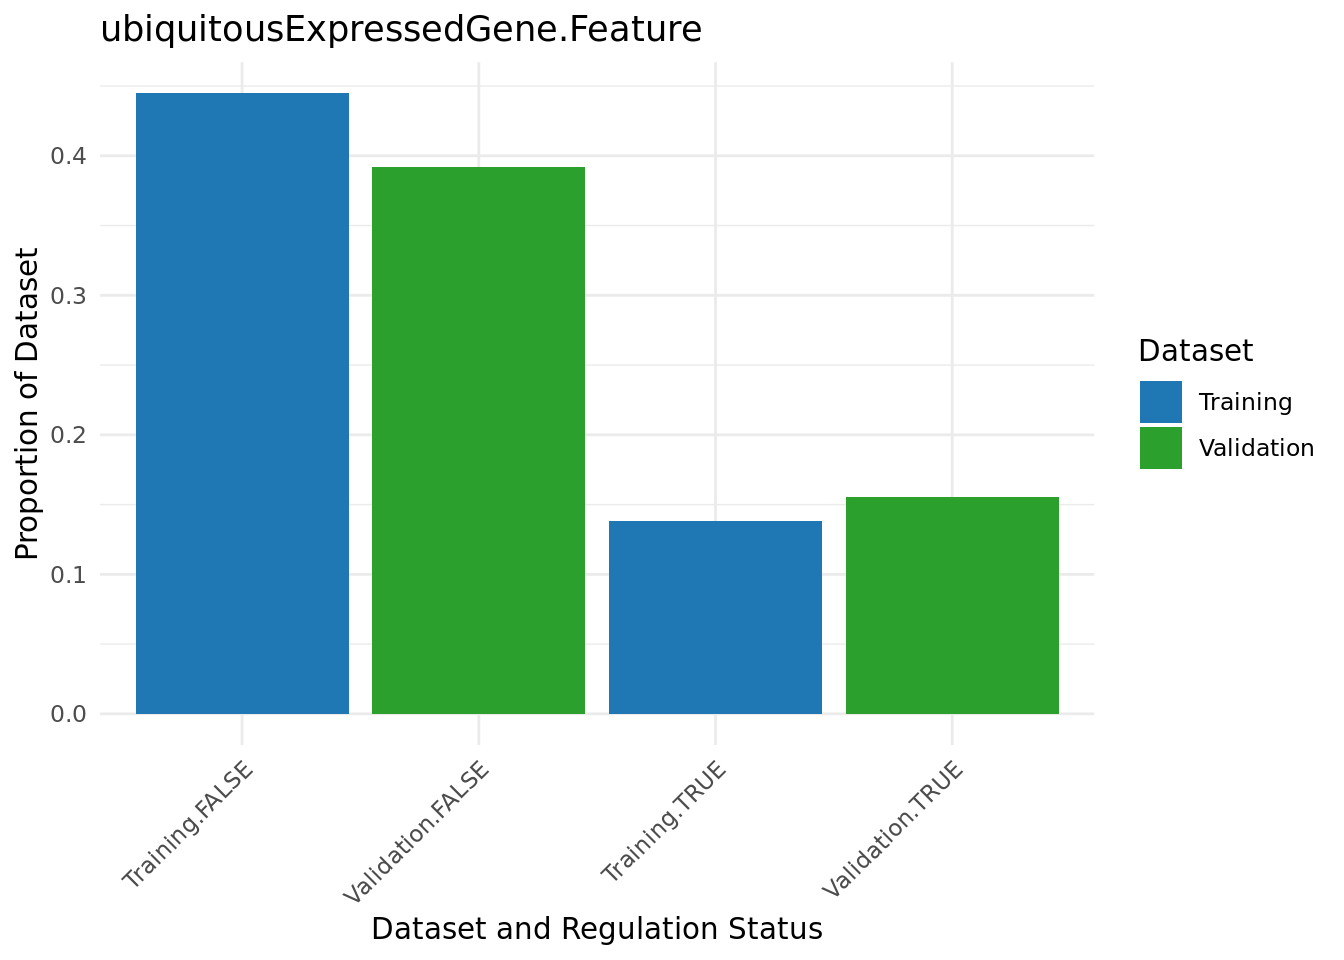 ubiquitousExpressedGene.Feature
Proportion of Dataset
0.4
0.3
0.2
0.1
0.0
Training.FALSE
Validation.FALSE
Training.TRUE
Validation.TRUE
Dataset and Regulation Status
Dataset
Training
Validation